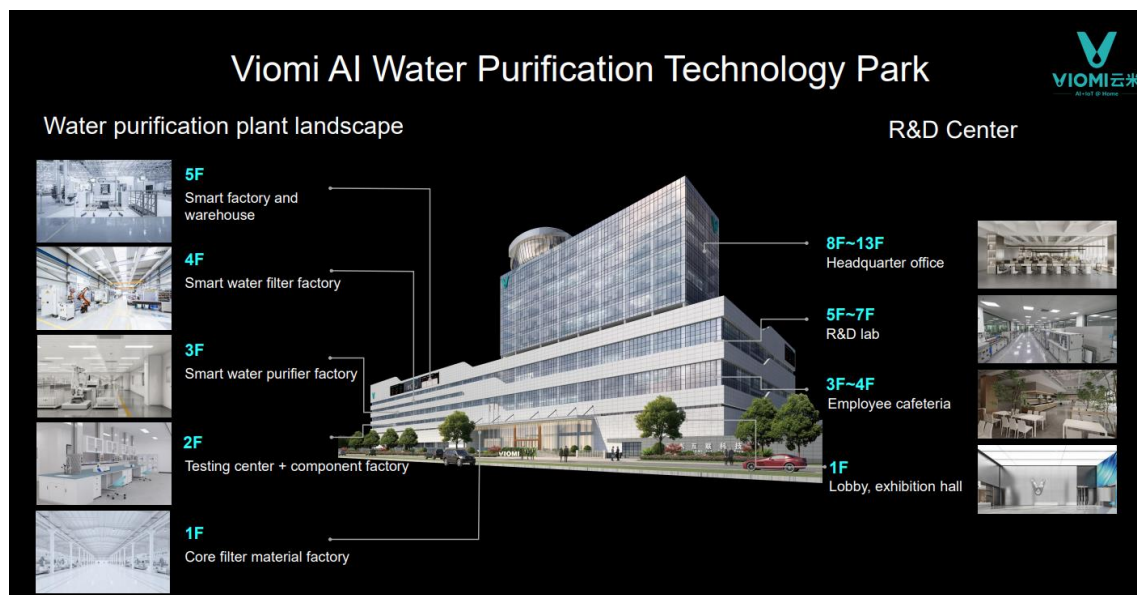 Viomi AI Water Purification Technology Park
VIOMI云米
AI+IoT @ Home
Water purification plant landscape
R&D Center
5F
Smart factory and
warehouse
4F
Smart water filter factory
3F
Smart water purifier factory
2F
Testing center + component factory
1F
Core filter material factory
8F~13F
Headquarter office
5F~7F
R&D lab
3F~4F
Employee cafeteria
1F
Lobby, exhibition hall
VIOMI